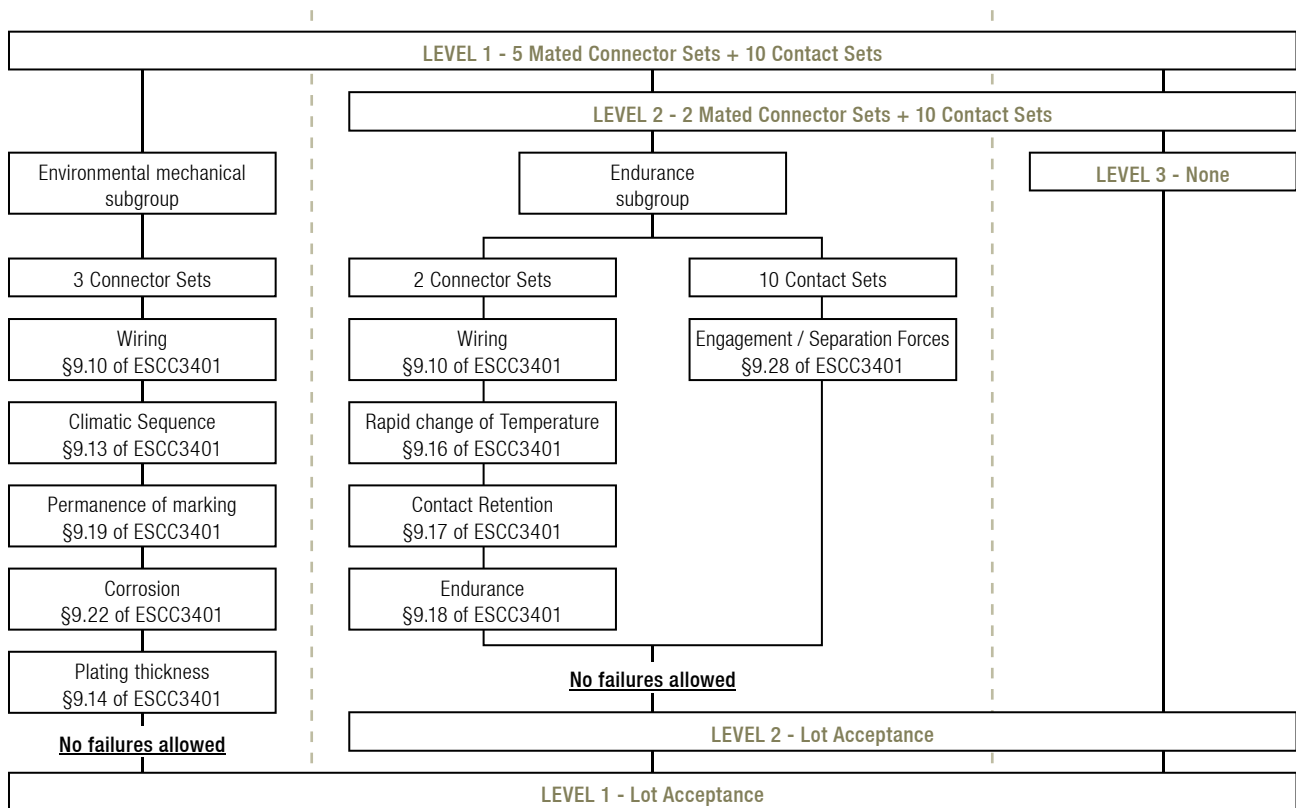 LEVEL 1 - 5 Mated Connector Sets + 10 Contact Sets
LEVEL 2 - 2 Mated Connector Sets + 10 Contact Sets
LEVEL 3 - None
Environmental mechanical
subgroup
3 Connector Sets
Wiring
§9.10 of ESCC3401
Climatic Sequence
§9.13 of ESCC3401
Permanence of marking
§9.19 of ESCC3401
Corrosion
§9.22 of ESCC3401
Plating thickness
§9.14 of ESCC3401
No failures allowed
Endurance
subgroup
2 Connector Sets
Wiring
§9.10 of ESCC3401
Rapid change of Temperature
§9.16 of ESCC3401
Contact Retention
§9.17 of ESCC3401
Endurance
§9.18 of ESCC3401
10 Contact Sets
Engagement / Separation Forces
§9.28 of ESCC3401
No failures allowed
LEVEL 2 - Lot Acceptance
LEVEL 1 - Lot Acceptance